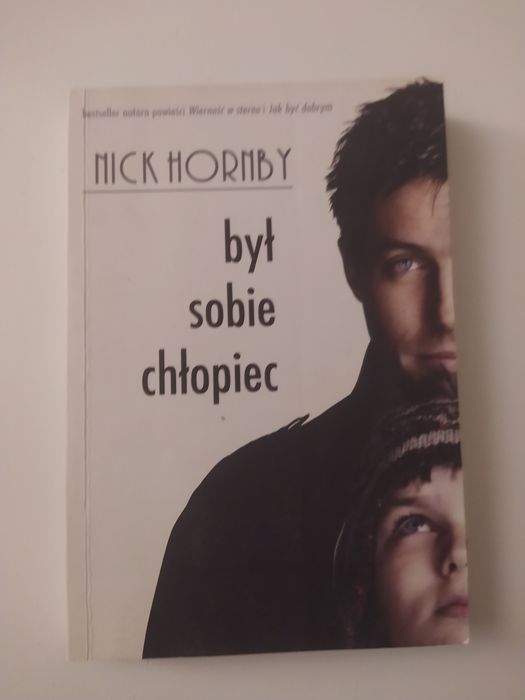 bestseller autora powieści Wierność w stereo i Jak być dobrym
NICK HORNBY
był
sobie
chłopiec